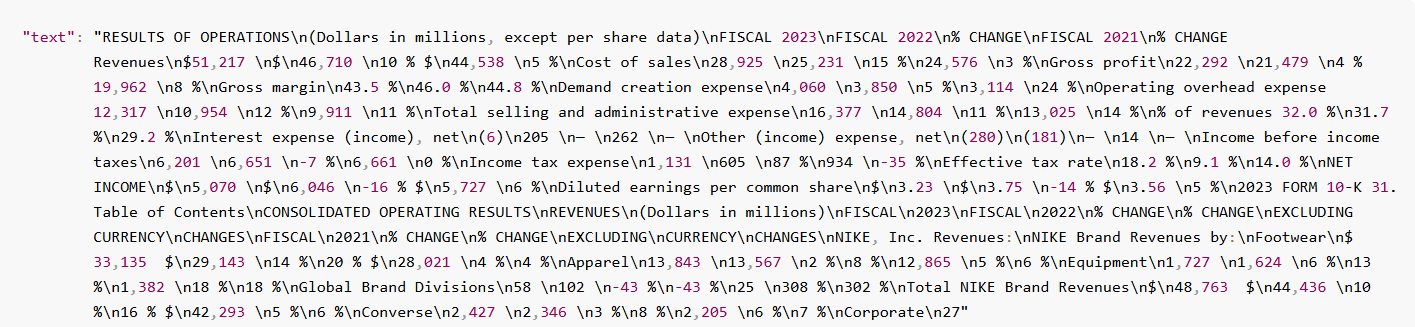 "text": "RESULTS OF OPERATIONS\n(Dollars in millions, except per share data)\nFISCAL 2023\nFISCAL 2022\n% CHANGE\nFISCAL 2021\n% CHANGE
Revenues\n$51,217 \n$\n46,710 \n10 % $\n44,538 \n5 %\nCost of sales\n28,925 \n25,231 \n15 %\n24,576 \n3 %\nGross profit\n22,292 \n21,479 \n4 %
19,962 \n8 %\nGross margin\n43.5 %\n46.0 %\n44.8 %\nDemand creation expense\n4,060 \n3,850 \n5 %\n3,114 \n24 %\nOperating overhead expense
12,317 \n10,954 \n12 %\n9,911 \n11 %\nTotal selling and administrative expense\n16,377 \n14,804 \n11 %\n13,025 \n14 %\n% of revenues 32.0 %\n31.7
%\n29.2 %\nInterest expense (income), net\n(6)\n205 \n— \n262 \n— \nOther (income) expense, net\n(280)\n(181)\n— \n14 \n— \nIncome before income
taxes\n6,201 \n6,651 \n-7 %\n6,661 \n0 %\nIncome tax expense\n1,131 \n605 \n87 %\n934 \n-35 %\nEffective tax rate\n18.2 %\n9.1 %\n14.0 %\nNET
INCOME\n$\n5,070 \n$\n6,046 \n-16 % $\n5,727 \n6 %\nDiluted earnings per common share\n$\n3.23 \n$\n3.75 \n-14 % $\n3.56 \n5 %\n2023 FORM 10-K 31.
Table of Contents\nCONSOLIDATED OPERATING RESULTS\nREVENUES\n(Dollars in millions)\nFISCAL\n2023\nFISCAL\n2022\n% CHANGE\n% CHANGE\nEXCLUDING
CURRENCY\nCHANGES\nFISCAL\n2021\n% CHANGE\n% CHANGE\nEXCLUDING\nCURRENCY\nCHANGES\nNIKE, Inc. Revenues:\nNIKE Brand Revenues by:\nFootwear\n$
33,135  $\n29,143 \n14 %\n20 % $\n28,021 \n4 %\n4 %\nApparel\n13,843 \n13,567 \n2 %\n8 %\n12,865 \n5 %\n6 %\nEquipment\n1,727 \n1,624 \n6 %\n13
%\n1,382 \n18 %\n18 %\nGlobal Brand Divisions\n58 \n102 \n-43 %\n-43 %\n25 \n308 %\n302 %\nTotal NIKE Brand Revenues\n$\n48,763  $\n44,436 \n10
%\n16 % $\n42,293 \n5 %\n6 %\nConverse\n2,427 \n2,346 \n3 %\n8 %\n2,205 \n6 %\n7 %\nCorporate\n27"